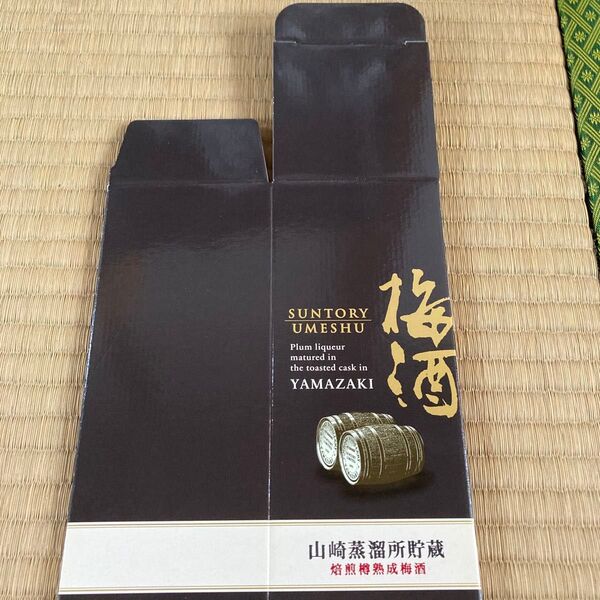 梅酒
SUNTORY
UMESHU
Plum liqueur
matured in
the toasted cask in
YAMAZAKI
山崎蒸溜所貯蔵
焙煎樽熟成梅酒